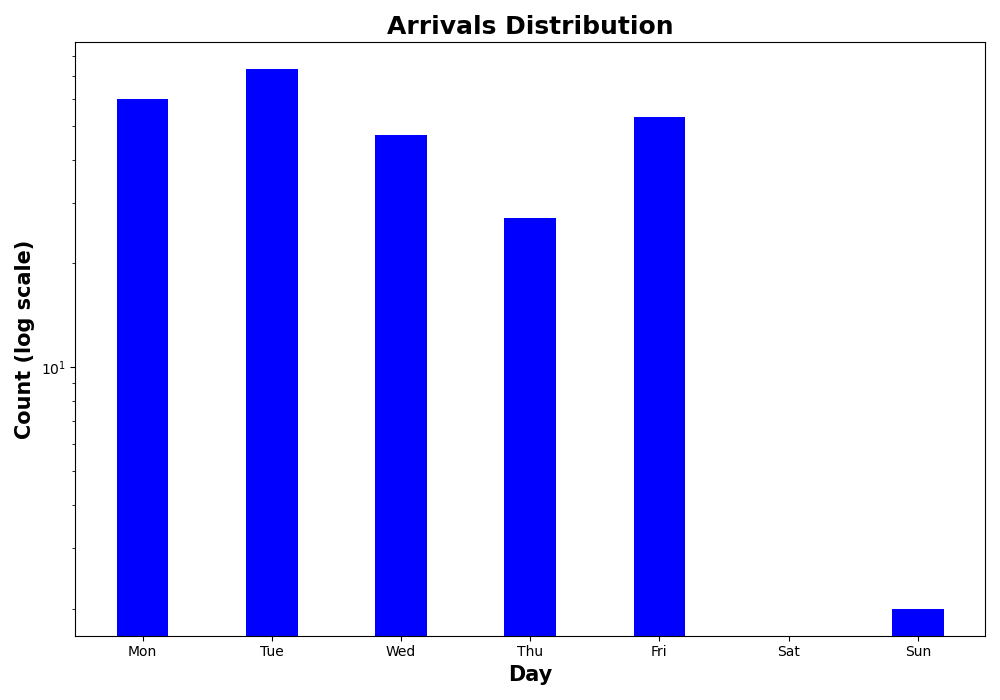 Arrivals Distribution
Count (log scale)
10¹
Mon Tue Wed Thu Fri Sat Sun
Day